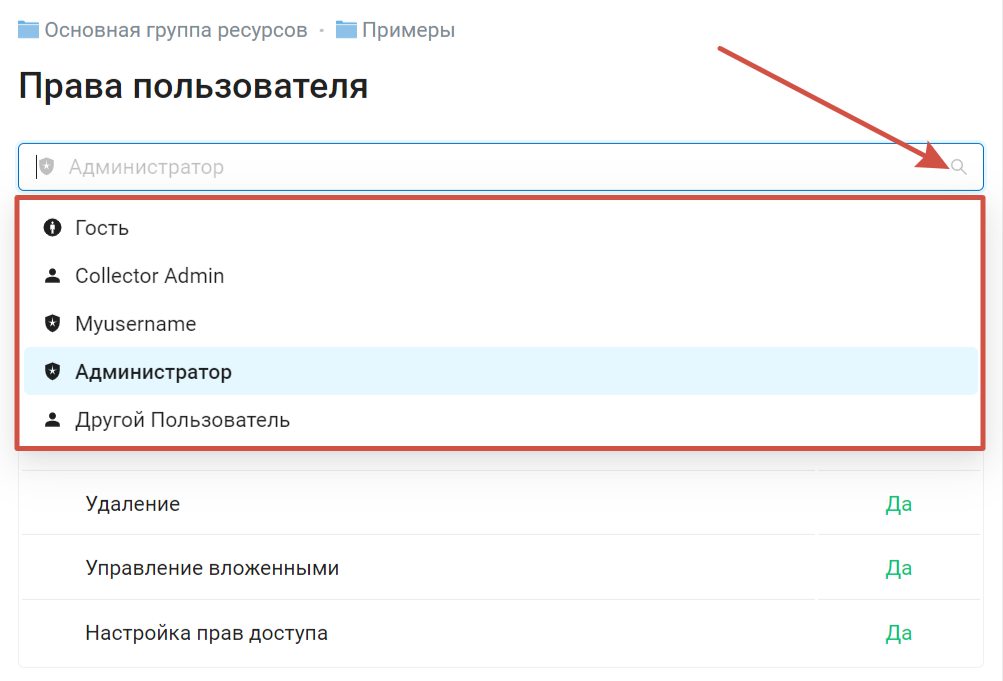 Основная группа ресурсов · Примеры
Права пользователя
Администратор
Гость
Collector Admin
Myusername
Администратор
Другой Пользователь
Удаление Да
Управление вложенными Да
Настройка прав доступа Да